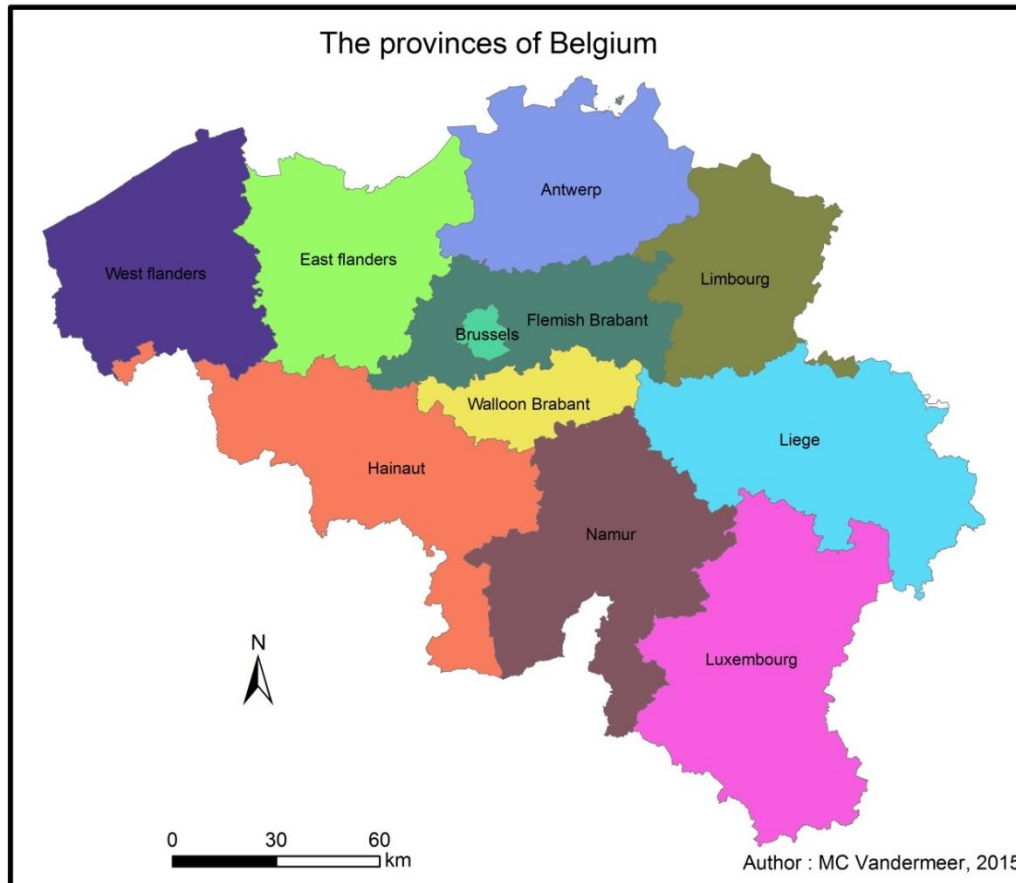 The provinces of Belgium
Antwerp
West flanders
East flanders
Limbourg
Brussels
Flemish Brabant
Walloon Brabant
Hainaut
Liege
Namur
Luxembourg
N
0 30 60
km
Author : MC Vandermeer, 2015